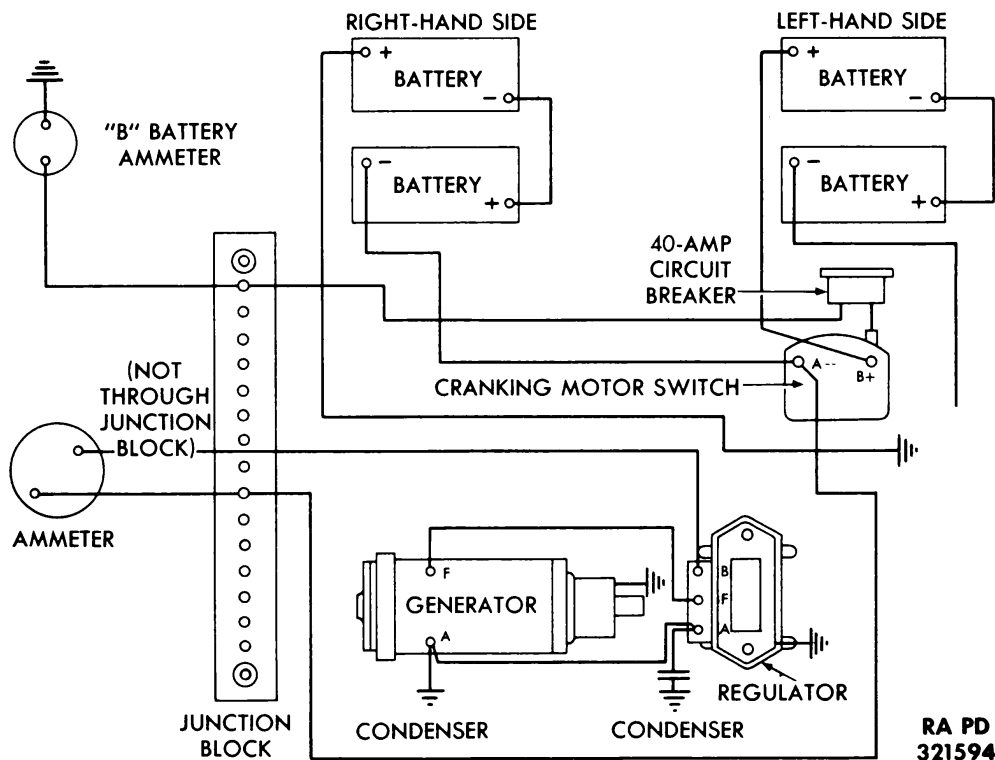 RIGHT-HAND SIDE
LEFT-HAND SIDE
+
BATTERY
-
+
BATTERY
-
"B" BATTERY
AMMETER
-
BATTERY
+
-
BATTERY
+
40-AMP
CIRCUIT
BREAKER
A--
B+
CRANKING MOTOR SWITCH
(NOT
THROUGH
JUNCTION
BLOCK)
AMMETER
F
GENERATOR
A
B
F
A
REGULATOR
CONDENSER
CONDENSER
JUNCTION
BLOCK
RA PD
321594